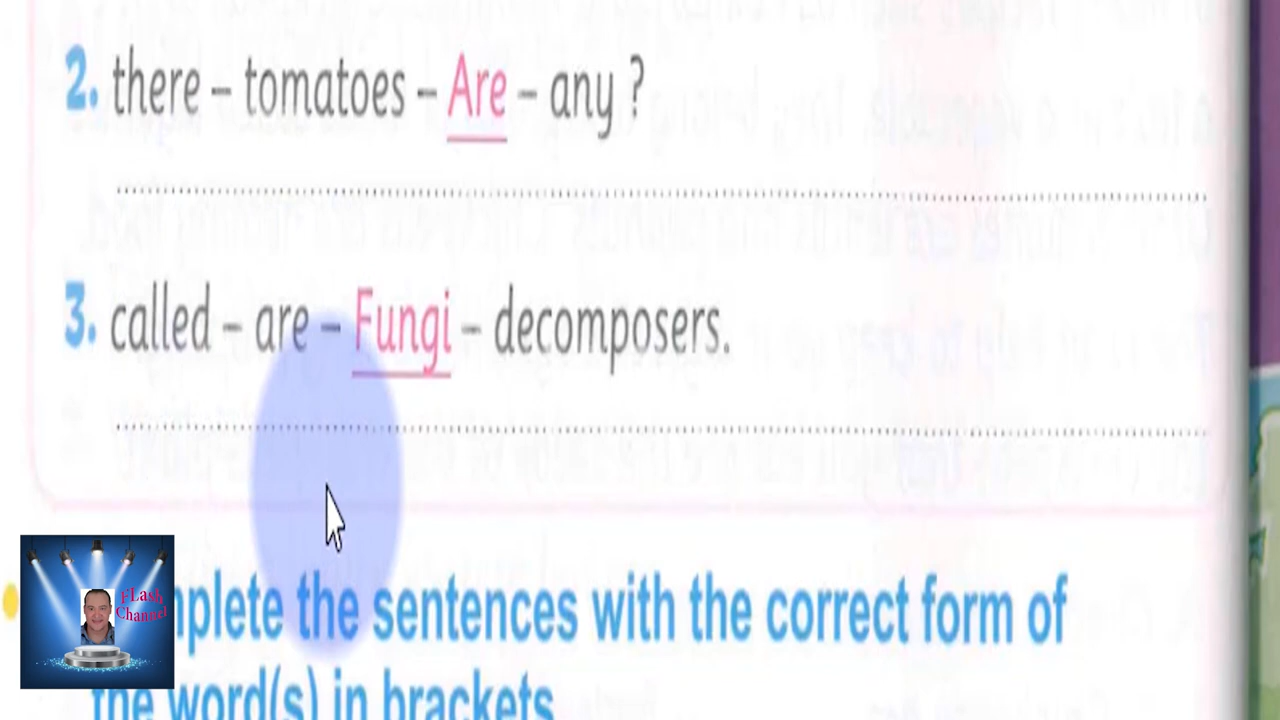 2. there – tomatoes – Are – any ?
3. called – are – Fungi – decomposers.
FLash
Channel
mplete the sentences with the correct form of
the word(s) in brackets